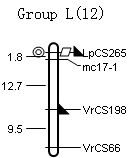 Group L(12)
LpCS265
1.8
mc17-1
12.7
VrCS198
9.5
VrCS66